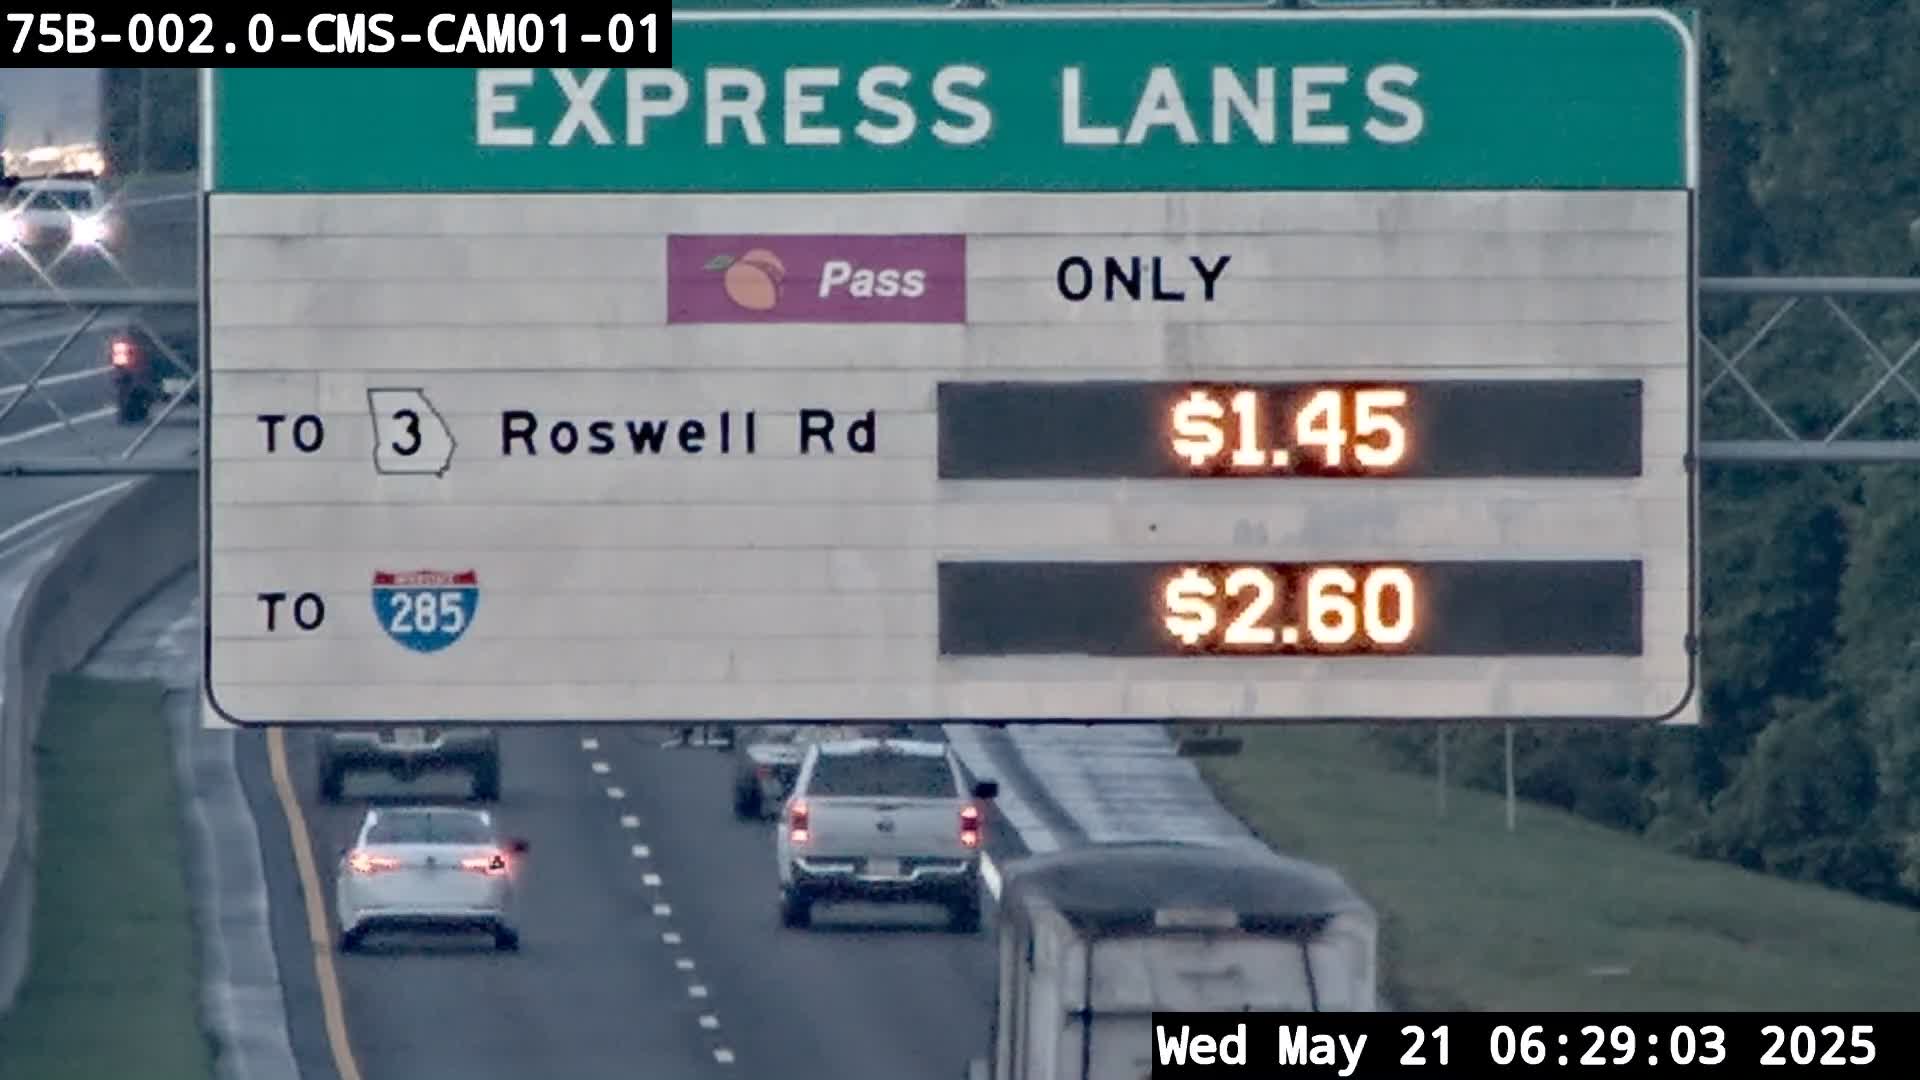 75B-002.0-CMS-CAM01-01
EXPRESS LANES
Pass ONLY
TO 3 Roswell Rd $1.45
TO INTERSTATE 285 $2.60
Wed May 21 06:29:03 2025